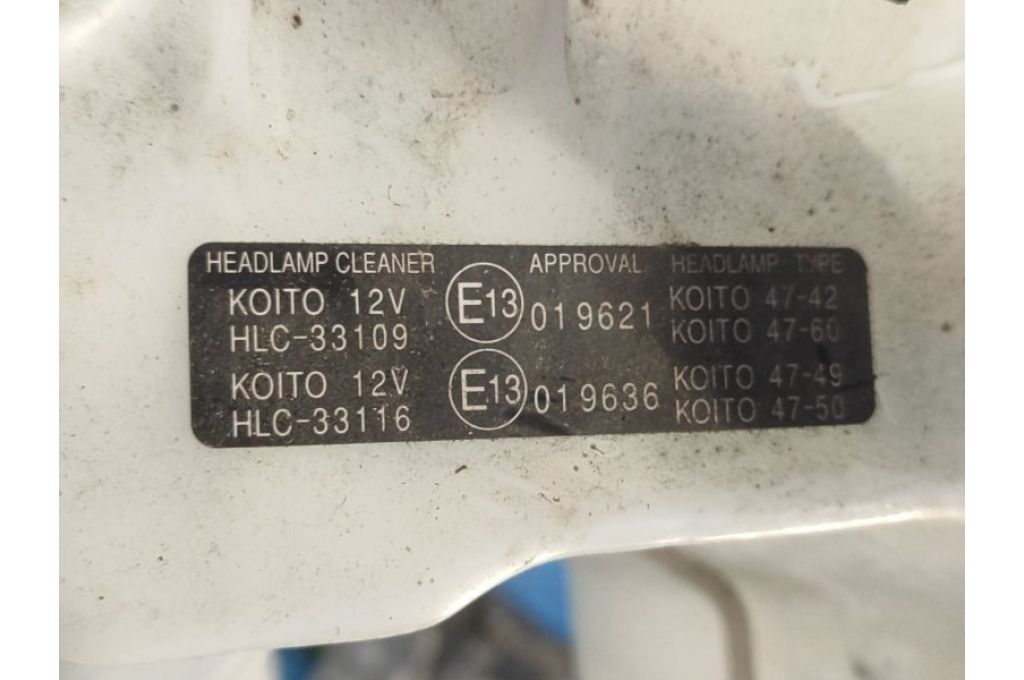 HEADLAMP CLEANER APPROVAL HEADLAMP TYPE
KOITO 12V E13 019621 KOITO 47-42
HLC-33109 KOITO 47-60
KOITO 12V E13 019636 KOITO 47-49
HLC-33116 KOITO 47-50